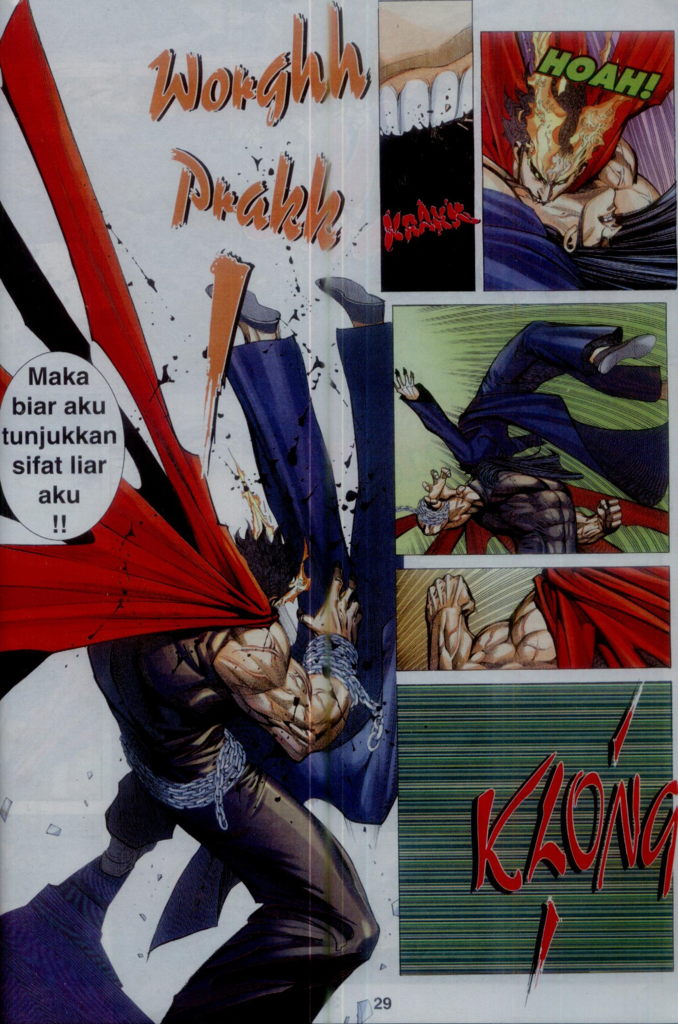 Worghh
Prakk
!
Maka
biar aku
tunjukkan
sifat liar
aku
!!
KRAKK
HOAH!
KLONG
!
29